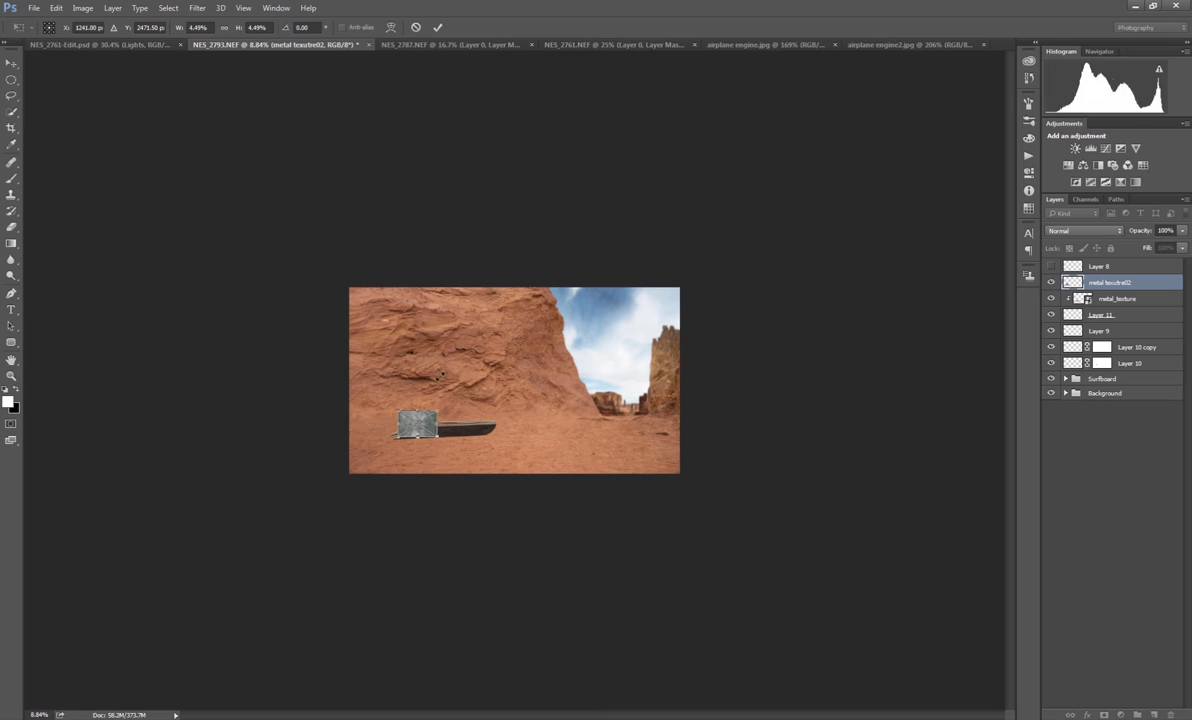 Ps File Edit Image Layer Type Select Filter 3D View Window Help
X: 1241.00 p: Y: 2471.50 p: W: 4.49% H: 4.49% 0.00 ° Anti-alias Photography
NES_2761-Edit.psd @ 30.4% (Lights, RGB/... × NES_2793.NEF @ 8.84% (metal texutre02, RGB/8*) * × NES_2787.NEF @ 16.7% (Layer 0, Layer M... × NES_2761.NEF @ 25% (Layer 0, Layer Mas... × airplane engine.jpg @ 169% (RGB/... × airplane engine2.jpg @ 206% (RGB/8... ×
Histogram Navigator
Adjustments
Add an adjustment
Layers Channels Paths
Kind
Normal Opacity: 100%
Lock: Fill: 100%
Layer 8
metal texutre02
metal_texture
Layer 11
Layer 9
Layer 10 copy
Layer 10
Surfboard
Background
8.84% Doc: 58.2M/373.7M